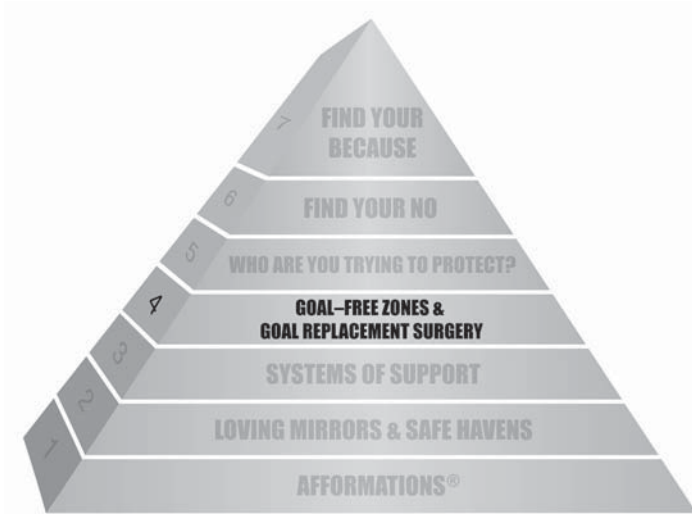 7
FIND YOUR
BECAUSE
6
FIND YOUR NO
5
WHO ARE YOU TRYING TO PROTECT?
4
GOAL–FREE ZONES &
GOAL REPLACEMENT SURGERY
3
SYSTEMS OF SUPPORT
2
LOVING MIRRORS & SAFE HAVENS
1
AFFORMATIONS®